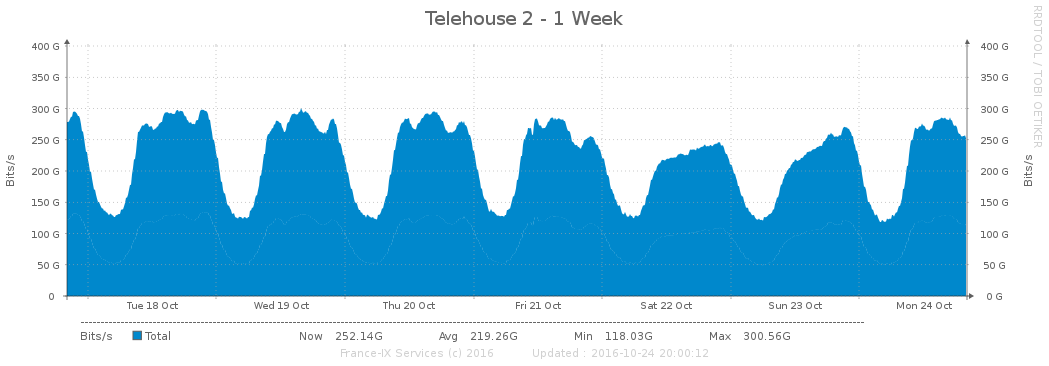 Telehouse 2 - 1 Week
RRDTOOL / TOBI OETIKER
400 G 400 G
350 G 350 G
300 G 300 G
250 G 250 G
200 G 200 G
150 G 150 G
100 G 100 G
50 G 50 G
0 0 G
Bits/s Bits/s
Tue 18 Oct Wed 19 Oct Thu 20 Oct Fri 21 Oct Sat 22 Oct Sun 23 Oct Mon 24 Oct
Bits/s Total Now 252.14G Avg 219.26G Min 118.03G Max 300.56G
France-IX Services (c) 2016 Updated : 2016-10-24 20:00:12